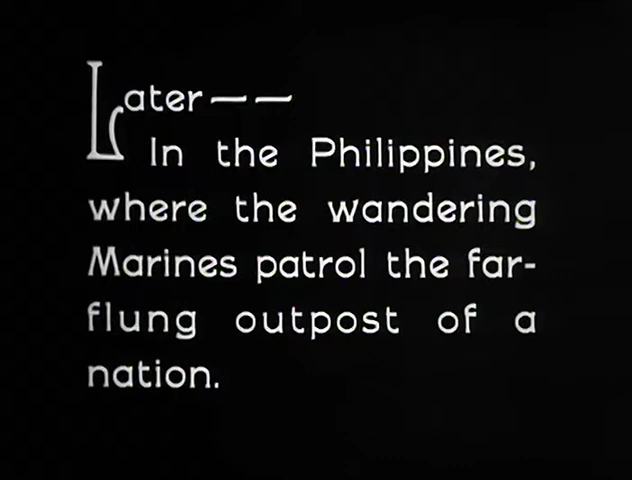 Later — —
In the Philippines,
where the wandering
Marines patrol the far-
flung outpost of a
nation.